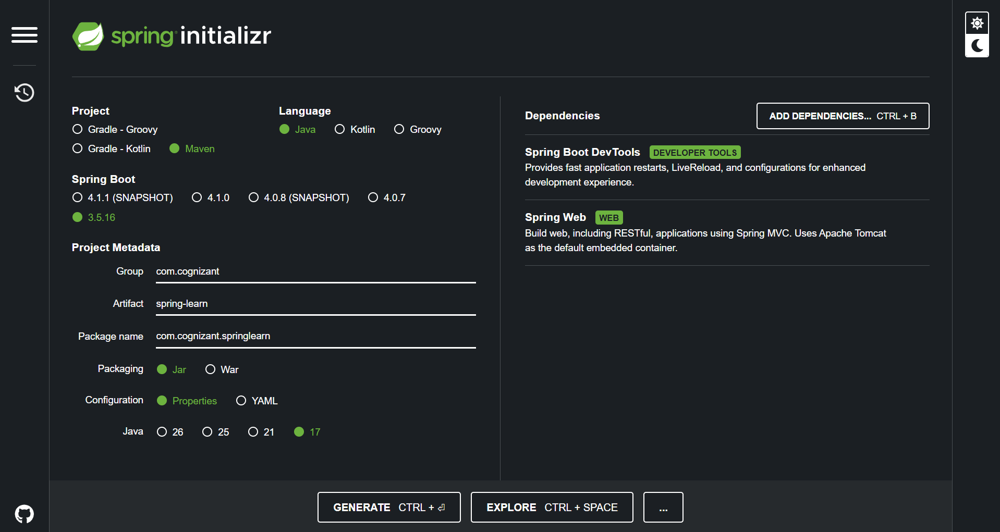 spring initializr
Project
Gradle - Groovy
Gradle - Kotlin Maven
Language
Java Kotlin Groovy
Spring Boot
4.1.1 (SNAPSHOT) 4.1.0 4.0.8 (SNAPSHOT) 4.0.7
3.5.16
Project Metadata
Group com.cognizant
Artifact spring-learn
Package name com.cognizant.springlearn
Packaging Jar War
Configuration Properties YAML
Java 26 25 21 17
Dependencies ADD DEPENDENCIES... CTRL + B
Spring Boot DevTools DEVELOPER TOOLS
Provides fast application restarts, LiveReload, and configurations for enhanced
development experience.
Spring Web WEB
Build web, including RESTful, applications using Spring MVC. Uses Apache Tomcat
as the default embedded container.
GENERATE CTRL + ⏎ EXPLORE CTRL + SPACE ...